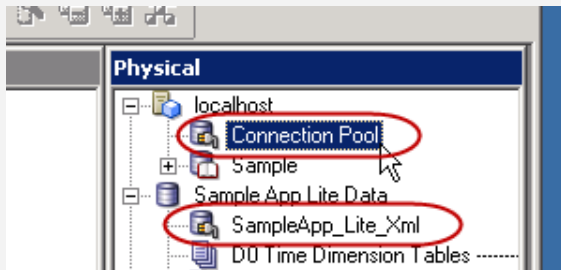 Physical
localhost
Connection Pool
Sample
Sample App Lite Data
SampleApp_Lite_Xml
D0 Time Dimension Tables -------